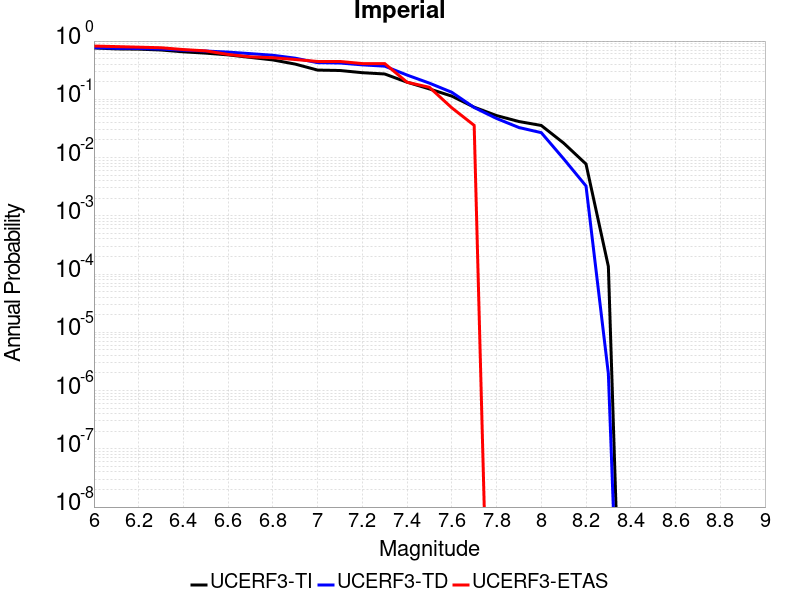 Imperial
10^0
10^-1
10^-2
10^-3
10^-4
10^-5
10^-6
10^-7
10^-8
Annual Probability
6 6.2 6.4 6.6 6.8 7 7.2 7.4 7.6 7.8 8 8.2 8.4 8.6 8.8 9
Magnitude
UCERF3-TI UCERF3-TD UCERF3-ETAS